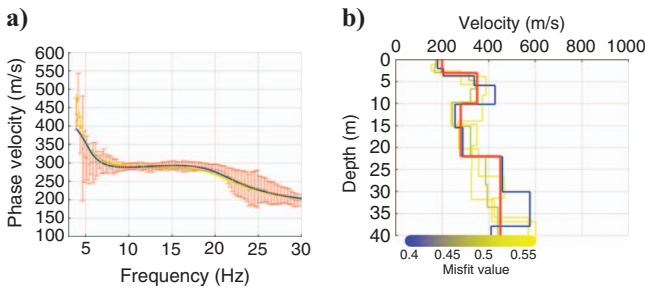 a)
600
550
500
450
400
350
300
250
200
150
100
Phase velocity (m/s)
5 10 15 20 25 30
Frequency (Hz)
b)
Velocity (m/s)
0 200 400 600 800 1000
0
5
10
15
20
25
30
35
40
Depth (m)
0.4 0.45 0.5 0.55
Misfit value